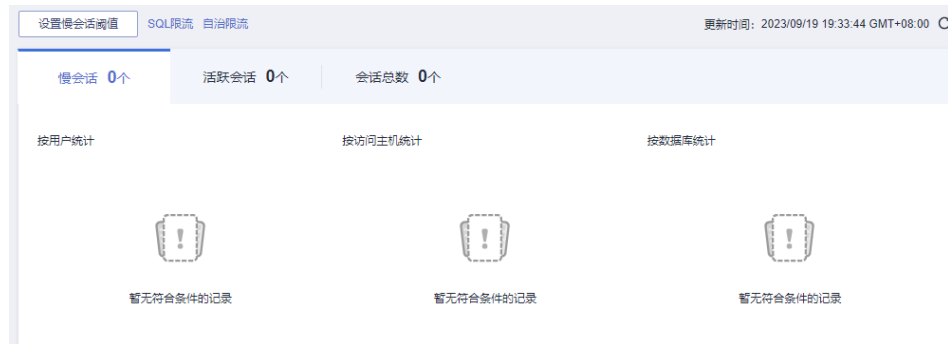 设置慢会话阈值 SQL限流 自治限流 更新时间：2023/09/19 19:33:44 GMT+08:00
慢会话 0个 活跃会话 0个 会话总数 0个
按用户统计 按访问主机统计 按数据库统计
暂无符合条件的记录 暂无符合条件的记录 暂无符合条件的记录